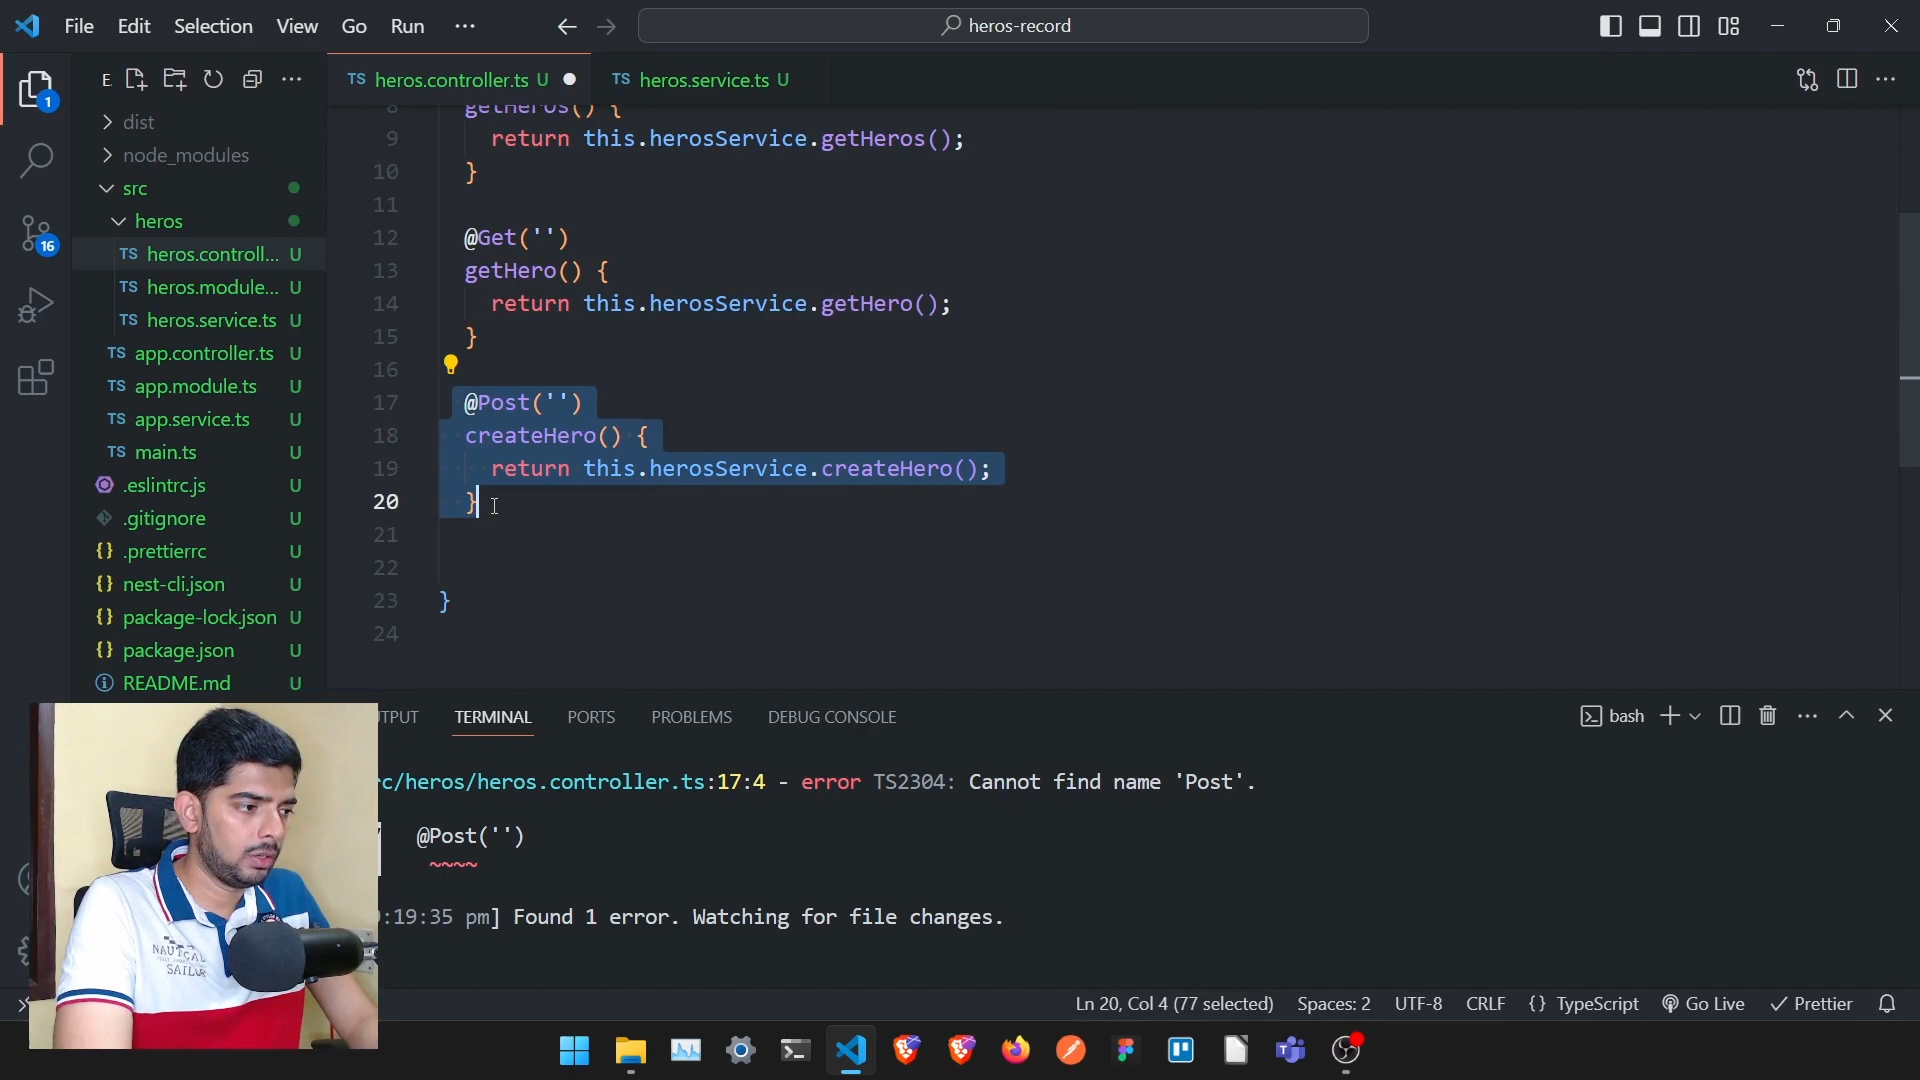 File Edit Selection View Go Run ...
heros-record
E
TS heros.controller.ts U
TS heros.service.ts U
dist
node_modules
src
heros
TS heros.controll... U
TS heros.module... U
TS heros.service.ts U
TS app.controller.ts U
TS app.module.ts U
TS app.service.ts U
TS main.ts U
.eslintrc.js U
.gitignore U
{} .prettierrc U
{} nest-cli.json U
{} package-lock.json U
{} package.json U
README.md U
1
16
8 getHeros() {
9 return this.herosService.getHeros();
10 }
11
12 @Get('')
13 getHero() {
14 return this.herosService.getHero();
15 }
16
17 @Post('')
18 createHero() {
19 return this.herosService.createHero();
20 }
21
22
23 }
24
TPUT TERMINAL PORTS PROBLEMS DEBUG CONSOLE
bash
rc/heros/heros.controller.ts:17:4 - error TS2304: Cannot find name 'Post'.
@Post('')
~~~~
:19:35 pm] Found 1 error. Watching for file changes.
Ln 20, Col 4 (77 selected) Spaces: 2 UTF-8 CRLF {} TypeScript Go Live Prettier
NAUTCAL
SAILOR